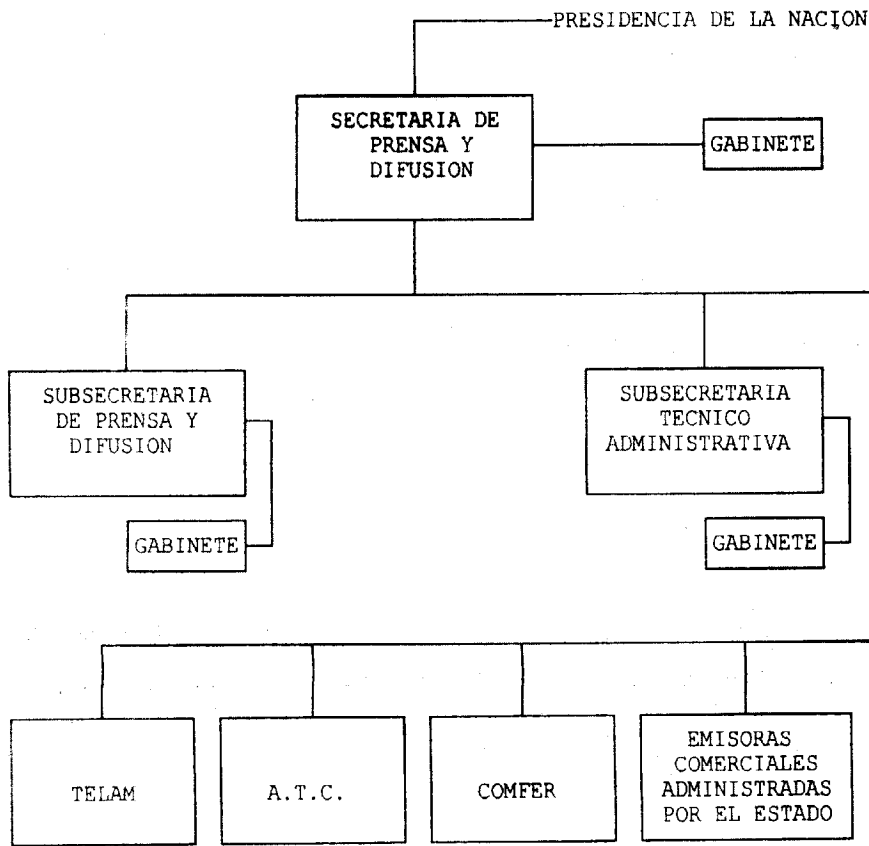 PRESIDENCIA DE LA NACION
SECRETARIA DE
PRENSA Y
DIFUSION
GABINETE
SUBSECRETARIA
DE PRENSA Y
DIFUSION
GABINETE
SUBSECRETARIA
TECNICO
ADMINISTRATIVA
GABINETE
TELAM
A.T.C.
COMFER
EMISORAS
COMERCIALES
ADMINISTRADAS
POR EL ESTADO